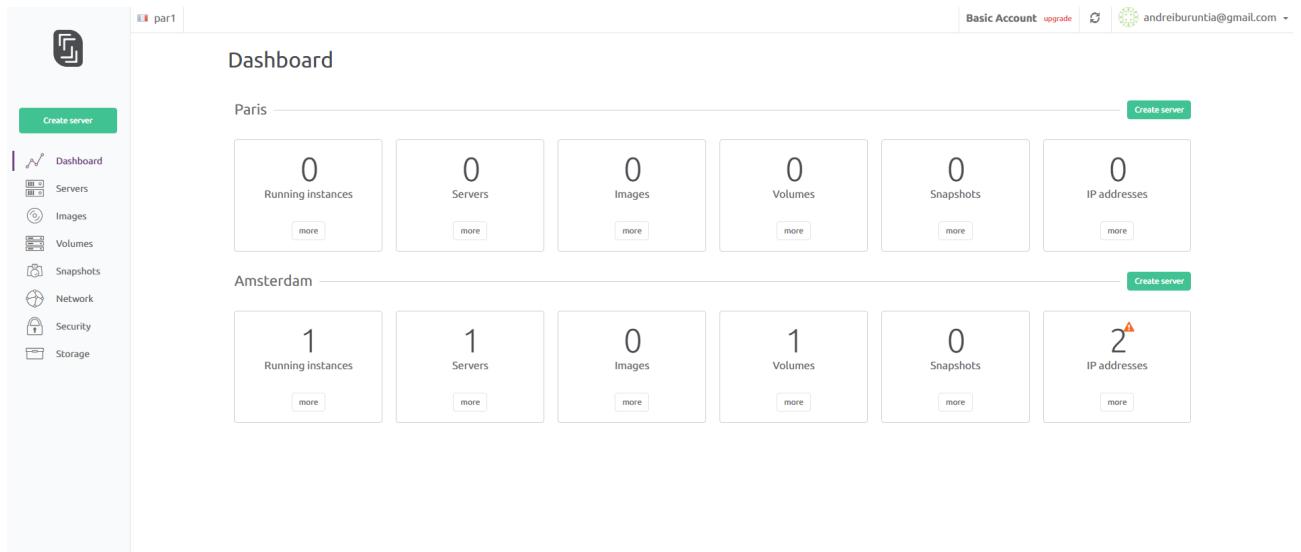 par1
Basic Account upgrade
andreiburuntia@gmail.com
Create server
Dashboard
Servers
Images
Volumes
Snapshots
Network
Security
Storage
Dashboard
Paris
Create server
0 0 0 0 0 0
Running instances Servers Images Volumes Snapshots IP addresses
more more more more more more
Amsterdam
Create server
1 1 0 1 0 2
Running instances Servers Images Volumes Snapshots IP addresses
more more more more more more